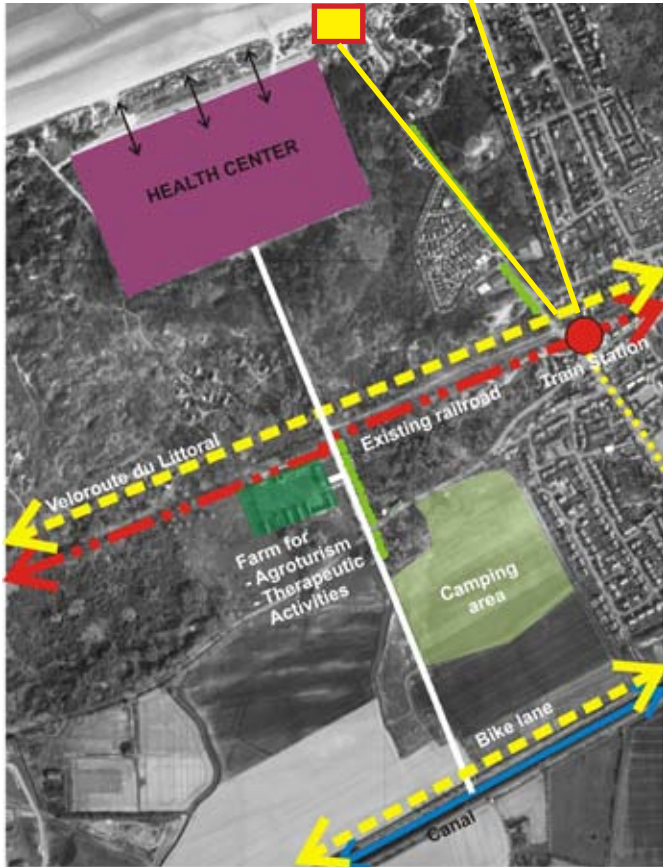 HEALTH CENTER
Train Station
Existing railroad
Veloroute du Littoral
Farm for
- Agroturism
- Therapeutic
Activities
Camping
area
Bike lane
Canal